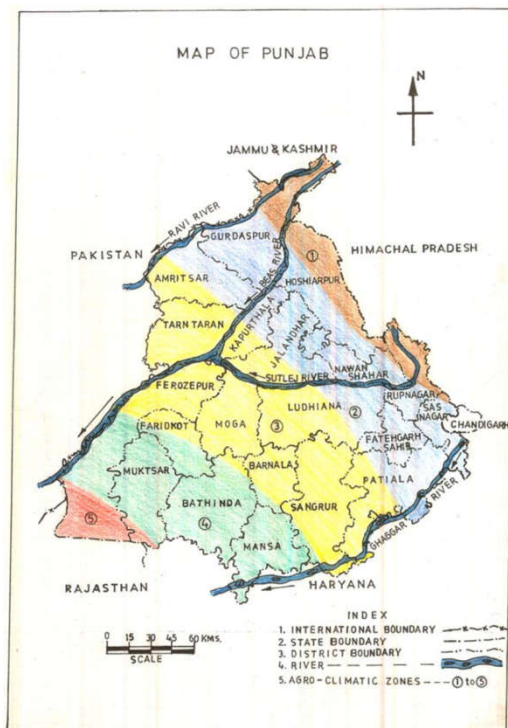 MAP OF PUNJAB
N
JAMMU & KASHMIR
RAVI RIVER
GURDASPUR
PAKISTAN
BEAS RIVER
HIMACHAL PRADESH
①
AMRITSAR
HOSHIARPUR
TARN TARAN
KAPURTHALA
JALANDHAR
NAWAN
SHAHAR
SUTLEJ RIVER
RUPNAGAR
FEROZEPUR
LUDHIANA
②
SAS
NAGAR
CHANDIGARH
FARIDKOT
MOGA
③
FATEHGARH
SAHIB
MUKTSAR
BARNALA
PATIALA
BATHINDA
SANGRUR
⑤
④
GHAGGAR RIVER
MANSA
RAJASTHAN
HARYANA
0 15 30 45 60 KMS.
SCALE
INDEX
1. INTERNATIONAL BOUNDARY
2. STATE BOUNDARY
3. DISTRICT BOUNDARY
4. RIVER
5. AGRO-CLIMATIC ZONES ① to ⑤